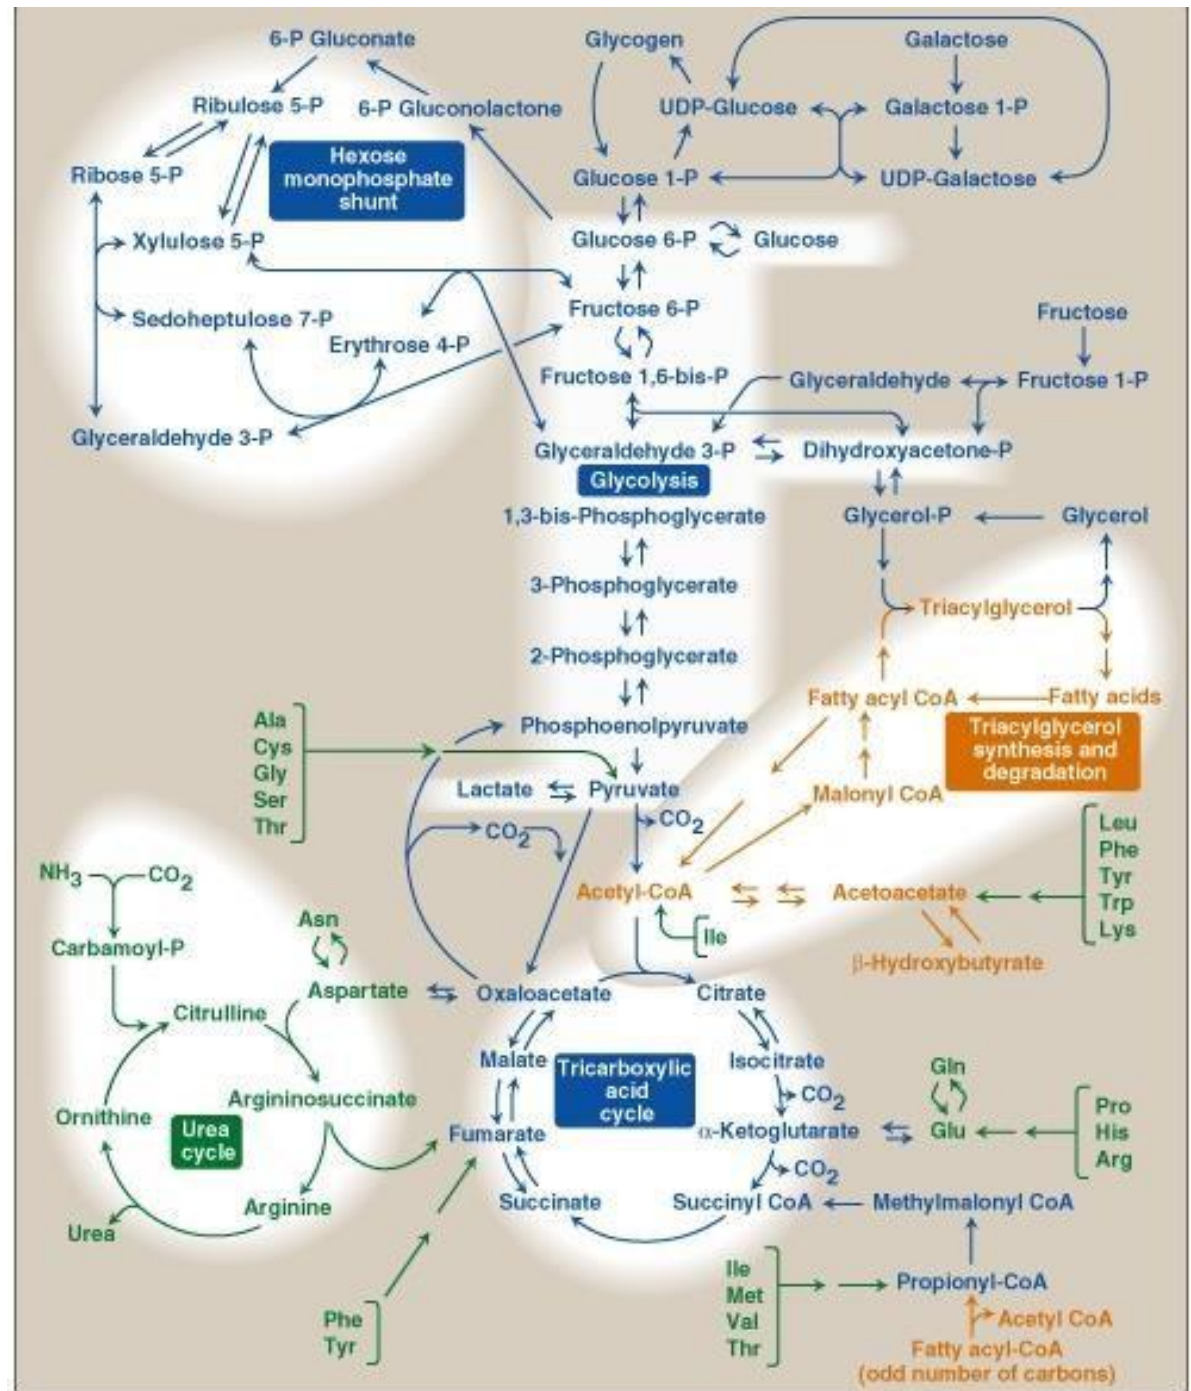 6-P Gluconate
Glycogen
Galactose
Ribulose 5-P
6-P Gluconolactone
UDP-Glucose
Galactose 1-P
Hexose
monophosphate
shunt
Ribose 5-P
Glucose 1-P
UDP-Galactose
Xylulose 5-P
Glucose 6-P
Glucose
Sedoheptulose 7-P
Erythrose 4-P
Fructose 6-P
Fructose
Fructose 1,6-bis-P
Glyceraldehyde
Fructose 1-P
Glyceraldehyde 3-P
Glyceraldehyde 3-P
Dihydroxyacetone-P
Glycolysis
1,3-bis-Phosphoglycerate
Glycerol-P
Glycerol
3-Phosphoglycerate
Triacylglycerol
2-Phosphoglycerate
Fatty acyl CoA
Fatty acids
Ala
Cys
Gly
Ser
Thr
Phosphoenolpyruvate
Triacylglycerol
synthesis and
degradation
Lactate
Pyruvate
Malonyl CoA
CO2
CO2
Leu
Phe
Tyr
Trp
Lys
NH3
CO2
Acetyl-CoA
Acetoacetate
Asn
Ile
Carbamoyl-P
β-Hydroxybutyrate
Aspartate
Oxaloacetate
Citrate
Citrulline
Malate
Tricarboxylic
acid
cycle
Isocitrate
CO2
Gln
Ornithine
Argininosuccinate
Urea
cycle
Fumarate
α-Ketoglutarate
Glu
Pro
His
Arg
CO2
Arginine
Succinate
Succinyl CoA
Methylmalonyl CoA
Urea
Ile
Met
Val
Thr
Propionyl-CoA
Phe
Tyr
Acetyl CoA
Fatty acyl-CoA
(odd number of carbons)